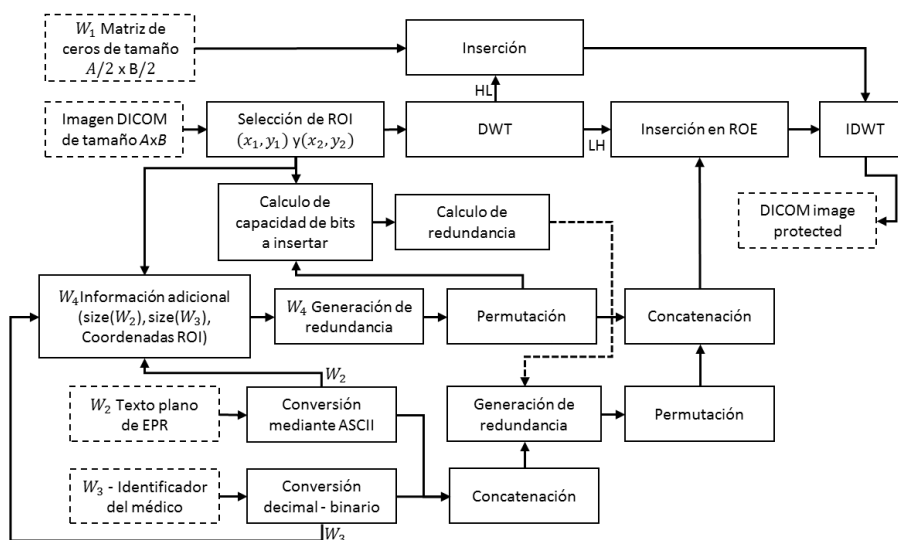 W₁ Matriz de
ceros de tamaño
A/2 x B/2
Inserción
HL
Imagen DICOM
de tamaño AxB
Selección de ROI
(x₁, y₁) y(x₂, y₂)
DWT
LH
Inserción en ROE
IDWT
Calculo de
capacidad de bits
a insertar
Calculo de
redundancia
DICOM image
protected
W₄Información adicional
(size(W₂), size(W₃),
Coordenadas ROI)
W₄ Generación de
redundancia
Permutación
Concatenación
W₂
W₂ Texto plano
de EPR
Conversión
mediante ASCII
Generación de
redundancia
Permutación
W₃ - Identificador
del médico
Conversión
decimal - binario
Concatenación
W₃